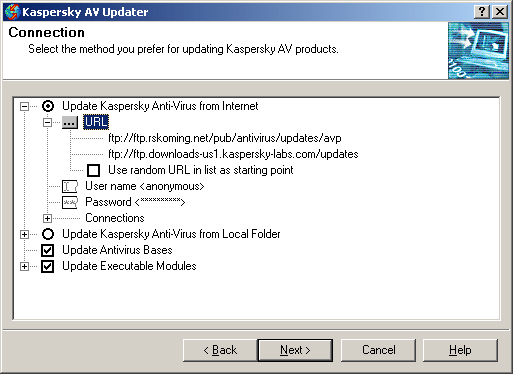 Kaspersky AV Updater
Connection
Select the method you prefer for updating Kaspersky AV products.
Update Kaspersky Anti-Virus from Internet
... URL
ftp://ftp.rskoming.net/pub/antivirus/updates/avp
ftp://ftp.downloads-us1.kaspersky-labs.com/updates
Use random URL in list as starting point
User name <anonymous>
Password <**********>
Connections
Update Kaspersky Anti-Virus from Local Folder
Update Antivirus Bases
Update Executable Modules
< Back Next > Cancel Help